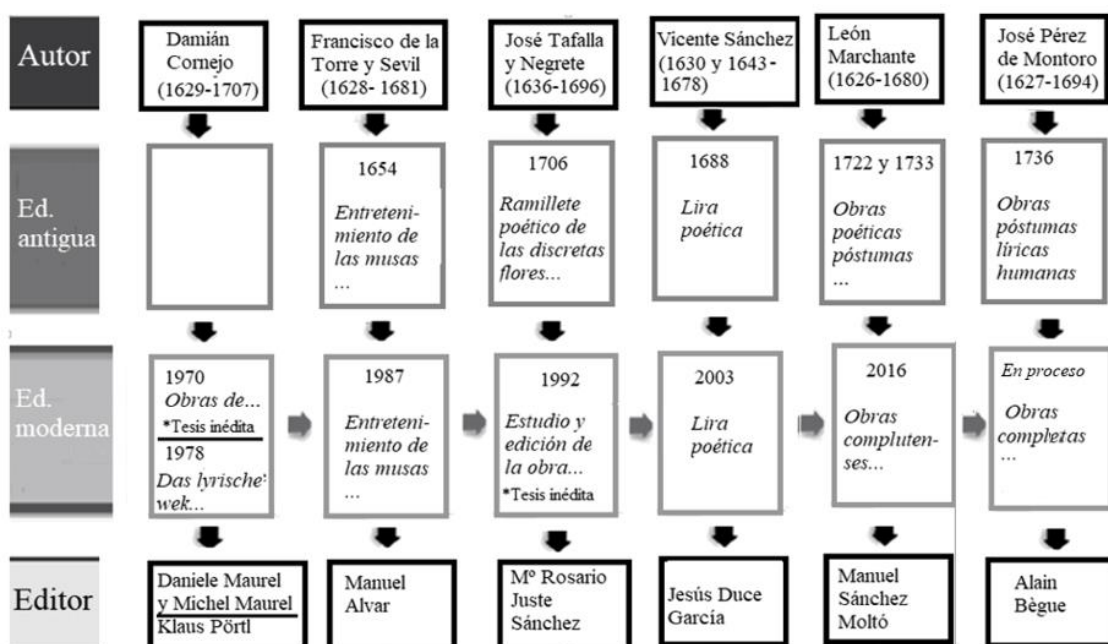 Autor
Damián
Cornejo
(1629-1707)
Francisco de la
Torre y Sevil
(1628- 1681)
José Tafalla
y Negrete
(1636-1696)
Vicente Sánchez
(1630 y 1643-
1678)
León
Marchante
(1626-1680)
José Pérez
de Montoro
(1627-1694)
Ed.
antigua
1654
Entreteni-
miento de
las musas
...
1706
Ramillete
poético de
las discretas
flores...
1688
Lira
poética
1722 y 1733
Obras
poéticas
póstumas
...
1736
Obras
póstumas
líricas
humanas
Ed.
moderna
1970
Obras de...
*Tesis inédita
1978
Das lyrische
wek...
1987
Entreteni-
miento de
las musas
...
1992
Estudio y
edición de
la obra...
*Tesis inédita
2003
Lira
poética
2016
Obras
compluten-
ses...
En proceso
Obras
completas
...
Editor
Daniele Maurel
y Michel Maurel
Klaus Pörtl
Manuel
Alvar
Mº Rosario
Juste
Sánchez
Jesús Duce
García
Manuel
Sánchez
Moltó
Alain
Bègue